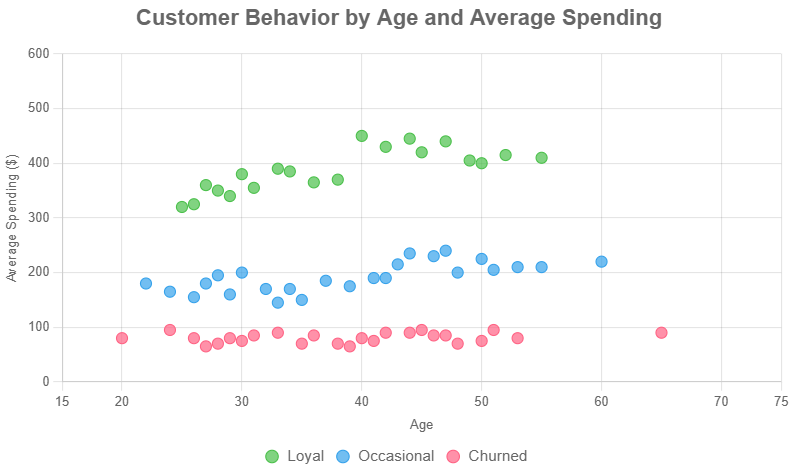 Customer Behavior by Age and Average Spending
600
500
400
300
200
100
0
Average Spending ($)
15 20 30 40 50 60 70 75
Age
Loyal Occasional Churned